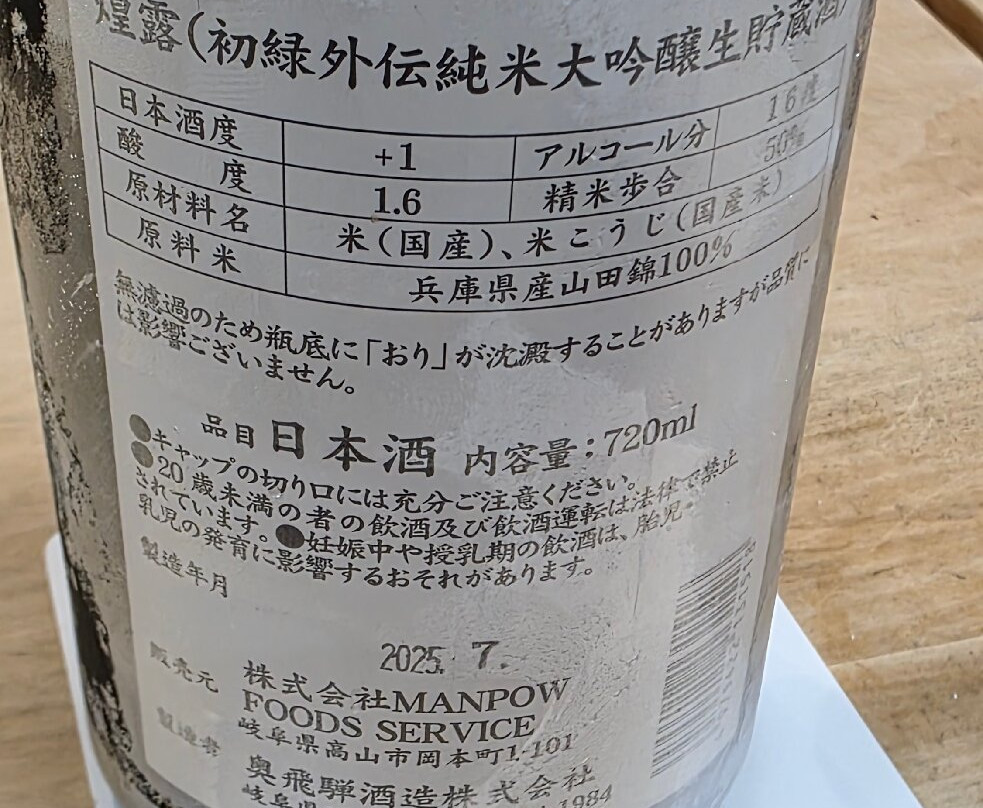 煌露(初緑外伝純米大吟醸生貯蔵酒)
日本酒度 +1 アルコール分 16度
酸度 1.6 精米歩合 50%
原材料名 米(国産)、米こうじ(国産米)
原料米 兵庫県産山田錦100%
無濾過のため瓶底に「おり」が沈澱することがありますが品質に
は影響ございません。
品目 日本酒 内容量:720ml
●キャップの切り口には充分ご注意ください。
●20歳未満の者の飲酒及び飲酒運転は法律で禁止
されています。●妊娠中や授乳期の飲酒は、胎児・
乳児の発育に影響するおそれがあります。
製造年月
2025. 7.
販売元 株式会社MANPOW
FOODS SERVICE
岐阜県高山市岡本町1-101
製造者 奥飛騨酒造株式会社
岐阜県
1984